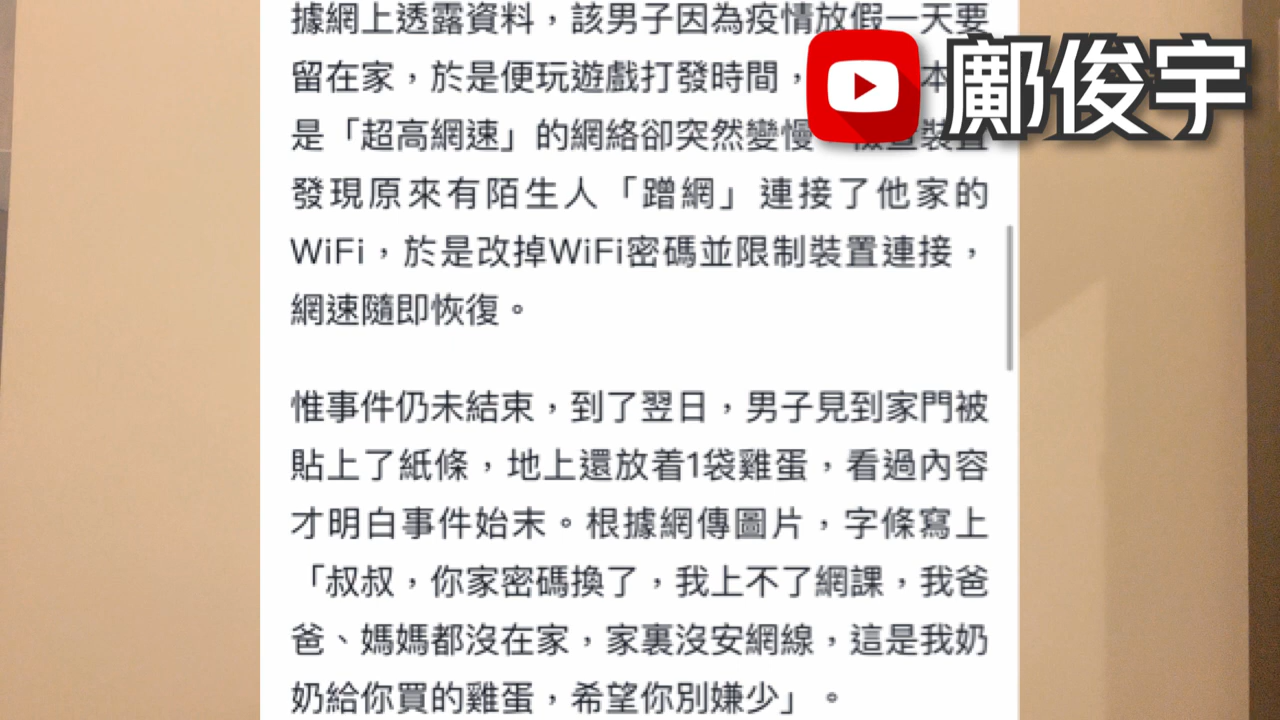 據網上透露資料，該男子因為疫情放假一天要
留在家，於是便玩遊戲打發時間，本
是「超高網速」的網絡卻突然變慢
發現原來有陌生人「蹭網」連接了他家的
WiFi，於是改掉WiFi密碼並限制裝置連接，
網速隨即恢復。
惟事件仍未結束，到了翌日，男子見到家門被
貼上了紙條，地上還放着1袋雞蛋，看過內容
才明白事件始末。根據網傳圖片，字條寫上
「叔叔，你家密碼換了，我上不了網課，我爸
爸、媽媽都沒在家，家裏沒安網線，這是我奶
奶給你買的雞蛋，希望你別嫌少」。
鄺俊宇